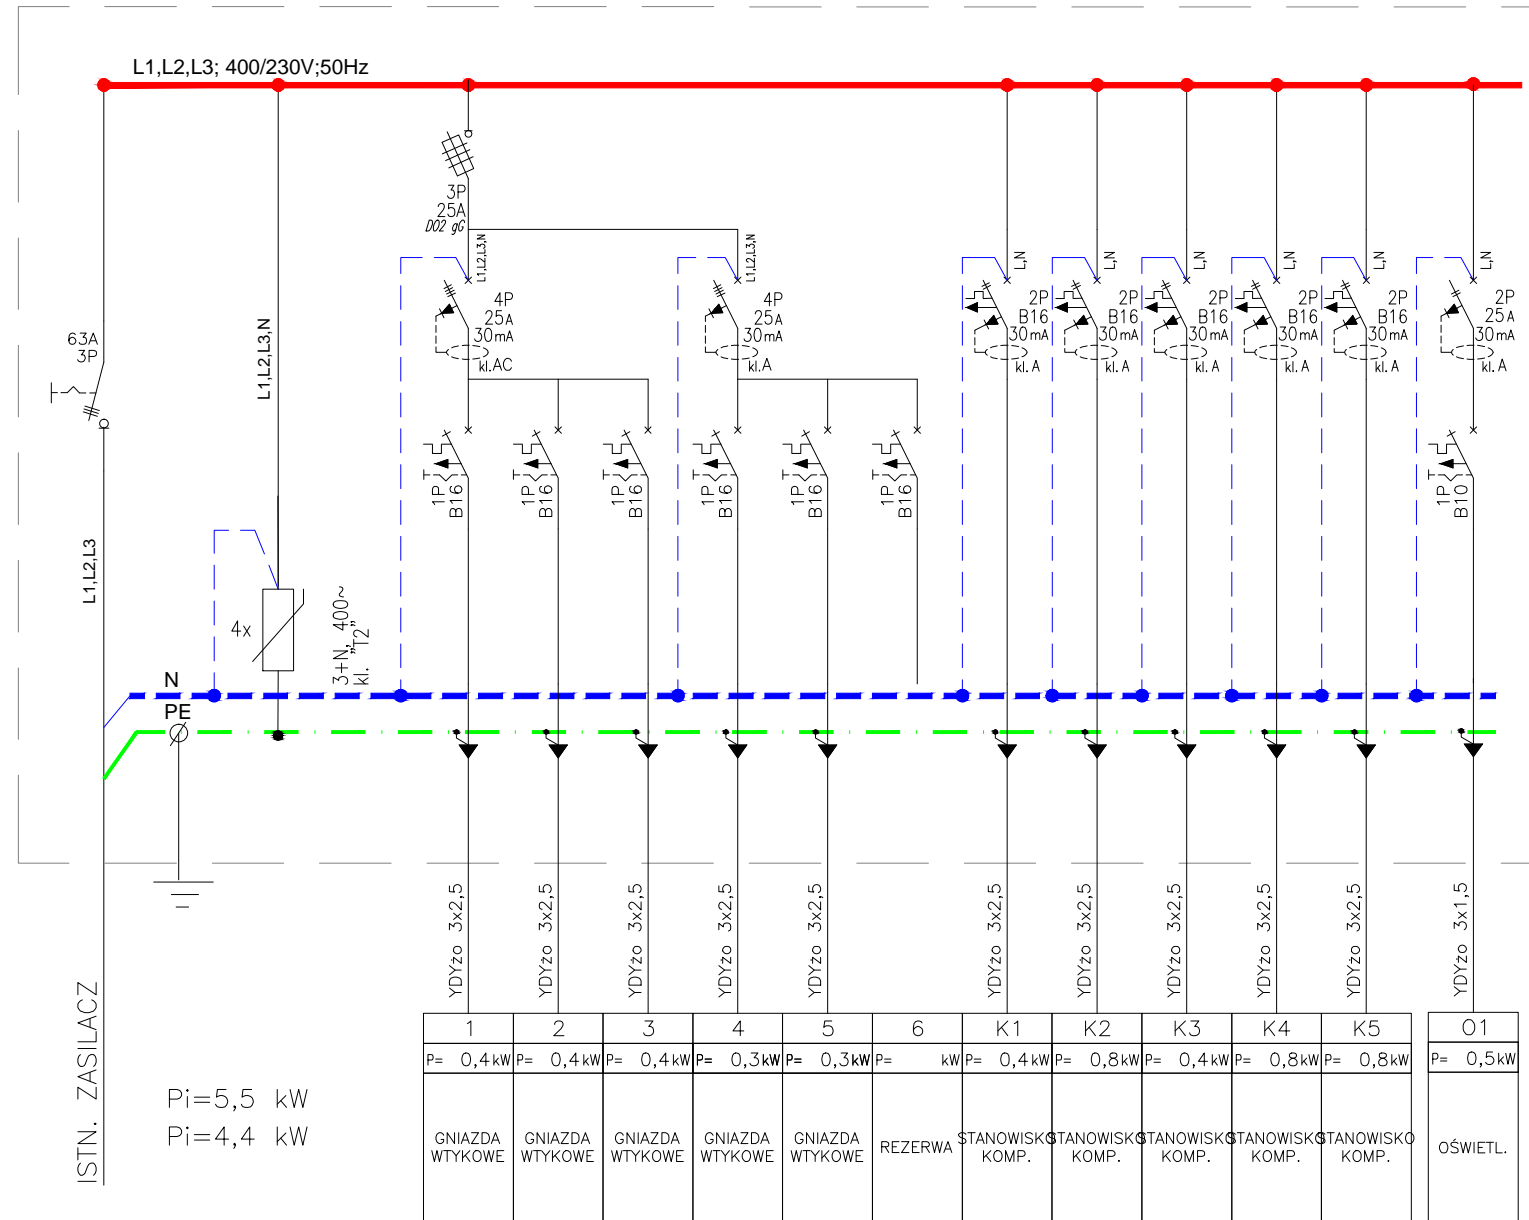 L1,L2,L3; 400/230V;50Hz
3P
25A
D02 gG
L1,L2,L3,N
L1,L2,L3,N
L,N
L,N
L,N
L,N
L,N
L,N
4P
25A
30mA
kl.AC
4P
25A
30mA
kl.A
2P
B16
30mA
kl.A
2P
B16
30mA
kl.A
2P
B16
30mA
kl.A
2P
B16
30mA
kl.A
2P
B16
30mA
kl.A
2P
25A
30mA
kl.A
63A
3P
L1,L2,L3,N
1P
B16
1P
B16
1P
B16
1P
B16
1P
B16
1P
B16
1P
B10
L1,L2,L3
4x
3+N, 400~
kl. "T2"
N
PE
YDYżo 3x2,5
YDYżo 3x2,5
YDYżo 3x2,5
YDYżo 3x2,5
YDYżo 3x2,5
YDYżo 3x2,5
YDYżo 3x2,5
YDYżo 3x2,5
YDYżo 3x2,5
YDYżo 3x2,5
YDYżo 3x1,5
ISTN. ZASILACZ
1 2 3 4 5 6 K1 K2 K3 K4 K5 O1
P= 0,4kW P= 0,4kW P= 0,4kW P= 0,3kW P= 0,3kW P= kW P= 0,4kW P= 0,8kW P= 0,4kW P= 0,8kW P= 0,8kW P= 0,5kW
Pi=5,5 kW
Pi=4,4 kW
GNIAZDA
WTYKOWE
GNIAZDA
WTYKOWE
GNIAZDA
WTYKOWE
GNIAZDA
WTYKOWE
GNIAZDA
WTYKOWE
REZERWA
STANOWISKO
KOMP.
STANOWISKO
KOMP.
STANOWISKO
KOMP.
STANOWISKO
KOMP.
STANOWISKO
KOMP.
OŚWIETL.